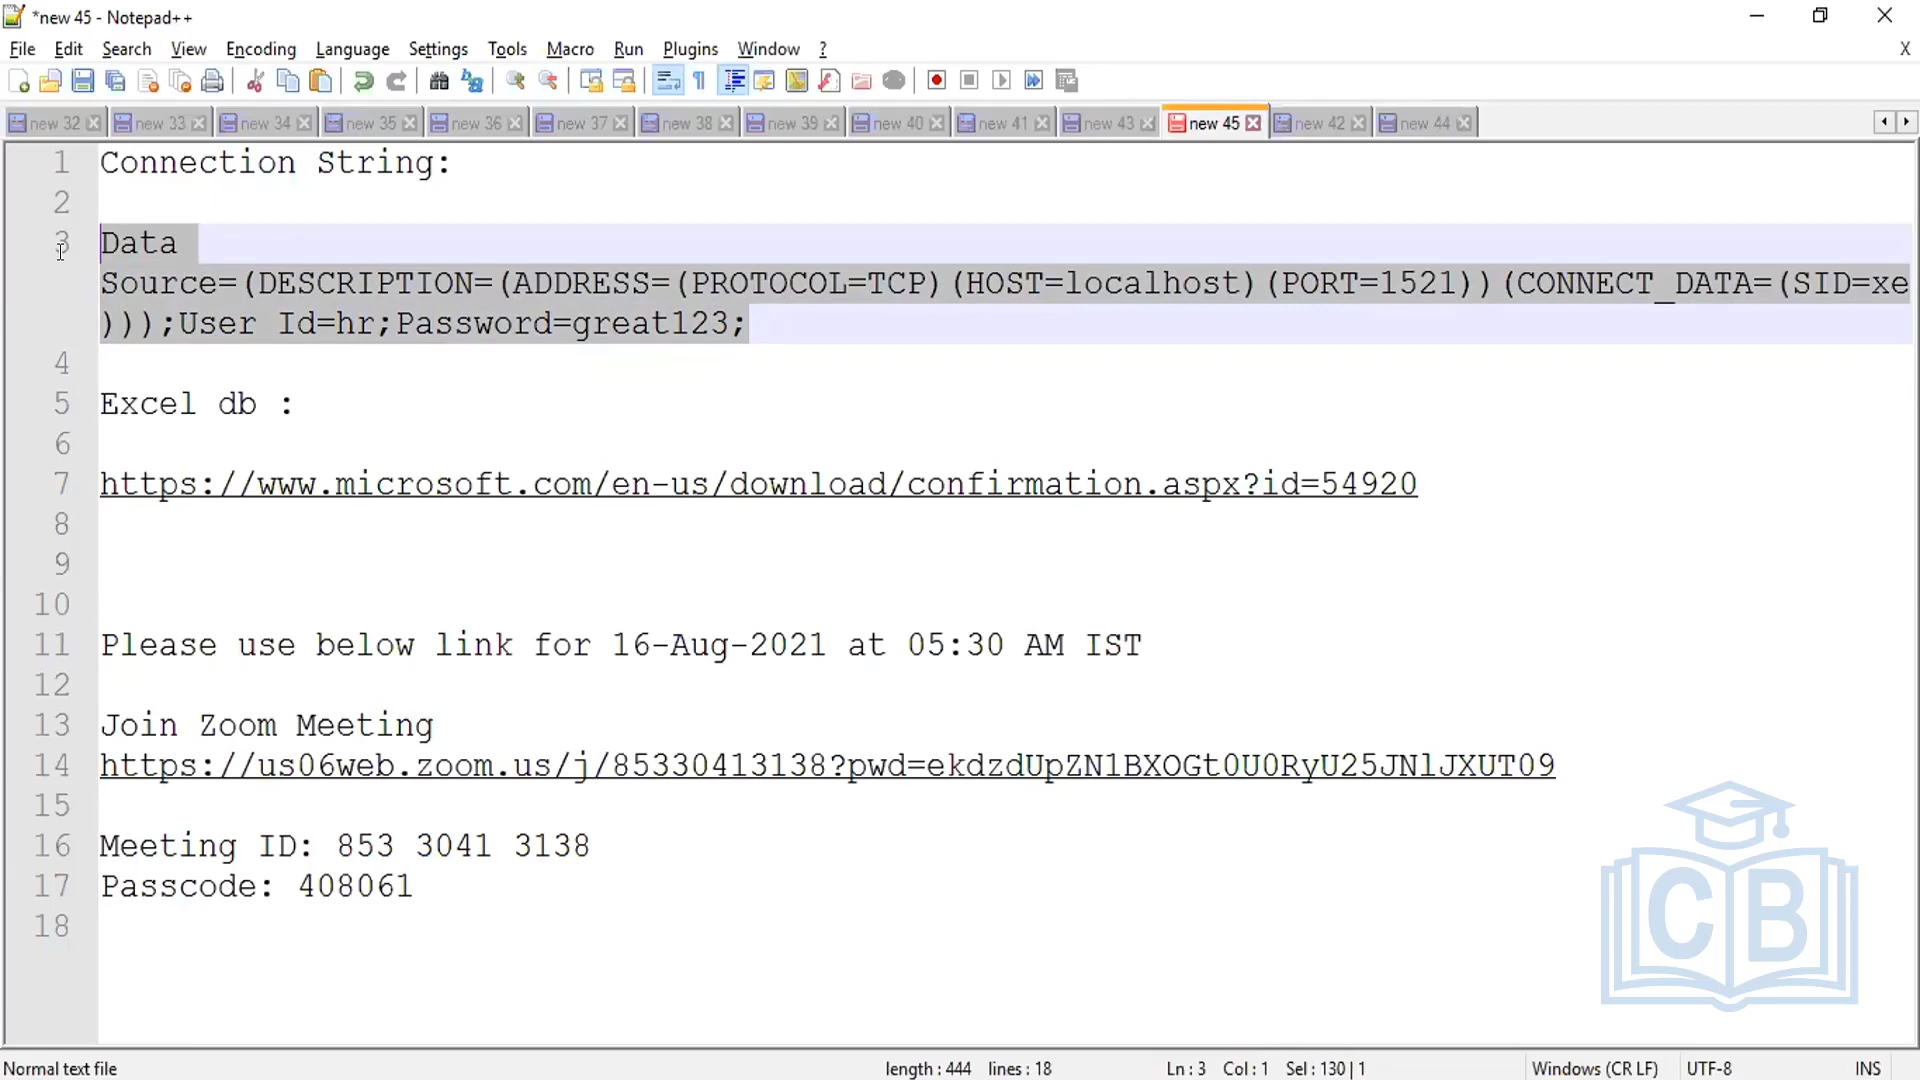 *new 45 - Notepad++
File Edit Search View Encoding Language Settings Tools Macro Run Plugins Window ? X
new 32 new 33 new 34 new 35 new 36 new 37 new 38 new 39 new 40 new 41 new 43 new 45 new 42 new 44
1 Connection String:
2
3 Data
Source=(DESCRIPTION=(ADDRESS=(PROTOCOL=TCP)(HOST=localhost)(PORT=1521))(CONNECT_DATA=(SID=xe
)));User Id=hr;Password=great123;
4
5 Excel db :
6
7 https://www.microsoft.com/en-us/download/confirmation.aspx?id=54920
8
9
10
11 Please use below link for 16-Aug-2021 at 05:30 AM IST
12
13 Join Zoom Meeting
14 https://us06web.zoom.us/j/85330413138?pwd=ekdzdUpZN1BXOGt0U0RyU25JNlJXUT09
15
16 Meeting ID: 853 3041 3138
17 Passcode: 408061
18
CB
Normal text file length : 444 lines : 18 Ln : 3 Col : 1 Sel : 130 | 1 Windows (CR LF) UTF-8 INS